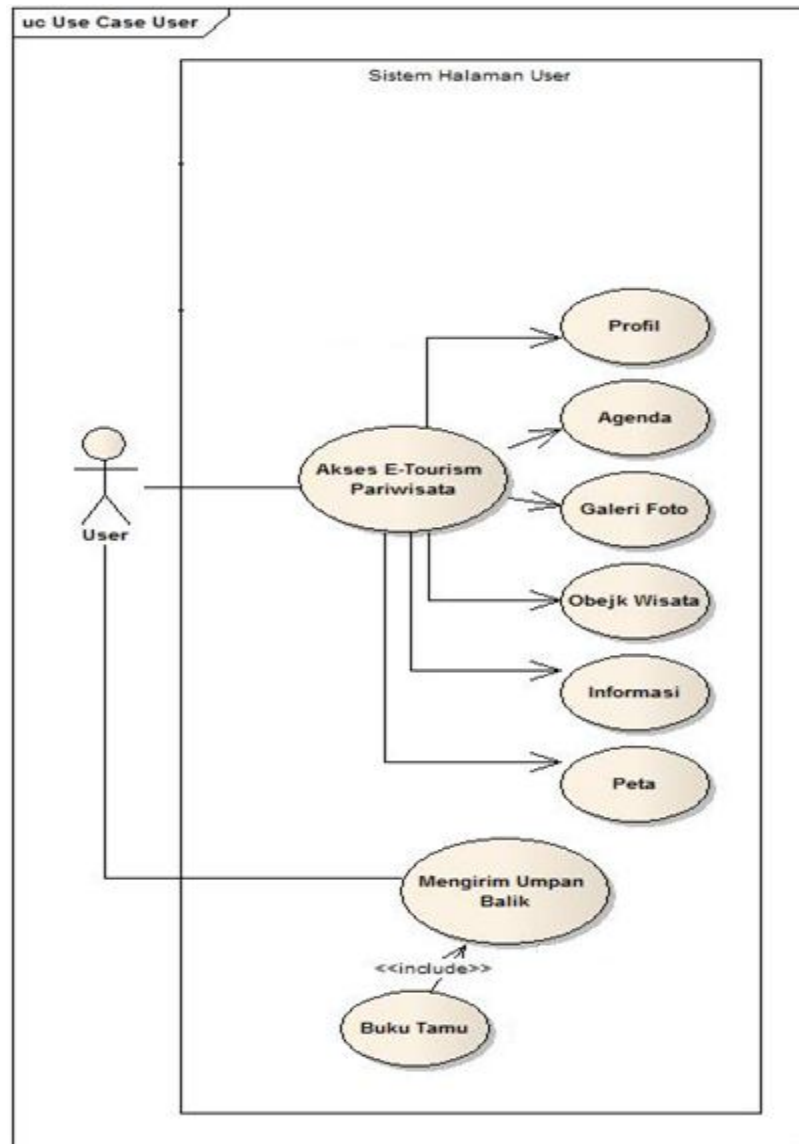 uc Use Case User
Sistem Halaman User
Profil
Agenda
Akses E-Tourism
Pariwisata
Galeri Foto
User
Obejk Wisata
Informasi
Peta
Mengirim Umpan
Balik
<<include>>
Buku Tamu